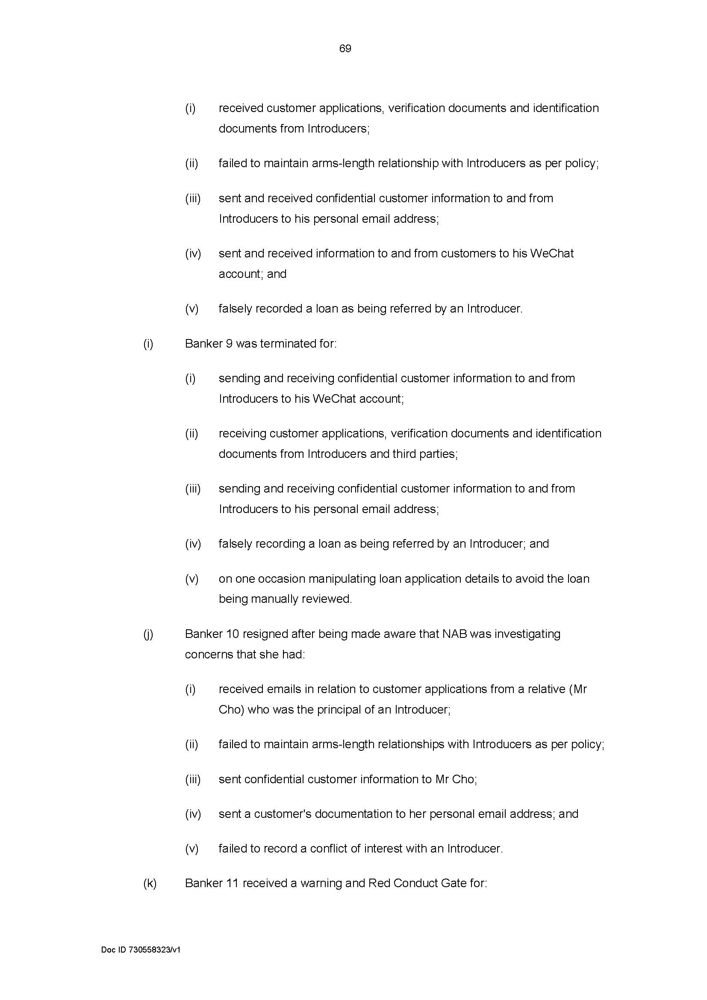 69
(i) received customer applications, verification documents and identification
documents from Introducers;
(ii) failed to maintain arms-length relationship with Introducers as per policy;
(iii) sent and received confidential customer information to and from
Introducers to his personal email address;
(iv) sent and received information to and from customers to his WeChat
account; and
(v) falsely recorded a loan as being referred by an Introducer.
(i) Banker 9 was terminated for:
(i) sending and receiving confidential customer information to and from
Introducers to his WeChat account;
(ii) receiving customer applications, verification documents and identification
documents from Introducers and third parties;
(iii) sending and receiving confidential customer information to and from
Introducers to his personal email address;
(iv) falsely recording a loan as being referred by an Introducer; and
(v) on one occasion manipulating loan application details to avoid the loan
being manually reviewed.
(j) Banker 10 resigned after being made aware that NAB was investigating
concerns that she had:
(i) received emails in relation to customer applications from a relative (Mr
Cho) who was the principal of an Introducer;
(ii) failed to maintain arms-length relationships with Introducers as per policy;
(iii) sent confidential customer information to Mr Cho;
(iv) sent a customer's documentation to her personal email address; and
(v) failed to record a conflict of interest with an Introducer.
(k) Banker 11 received a warning and Red Conduct Gate for:
Doc ID 730558323/v1